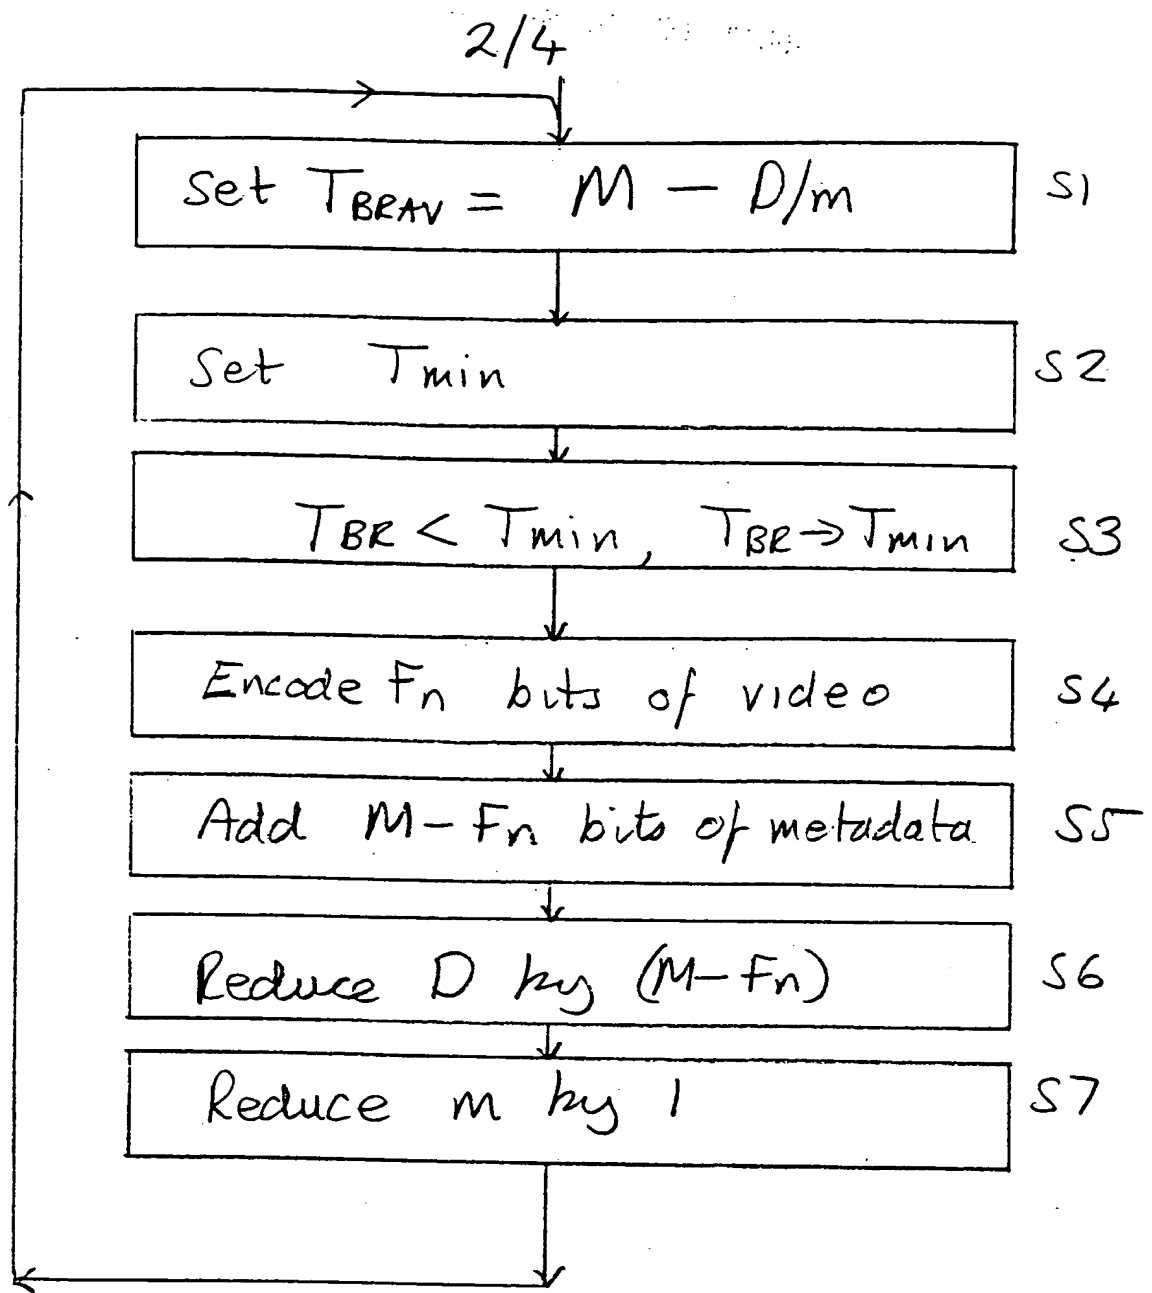 2/4
Set TBRAV = M - D/m S1
Set Tmin S2
TBR < Tmin, TBR → Tmin S3
Encode Fn bits of video S4
Add M-Fn bits of metadata S5
Reduce D by (M-Fn) S6
Reduce m by 1 S7